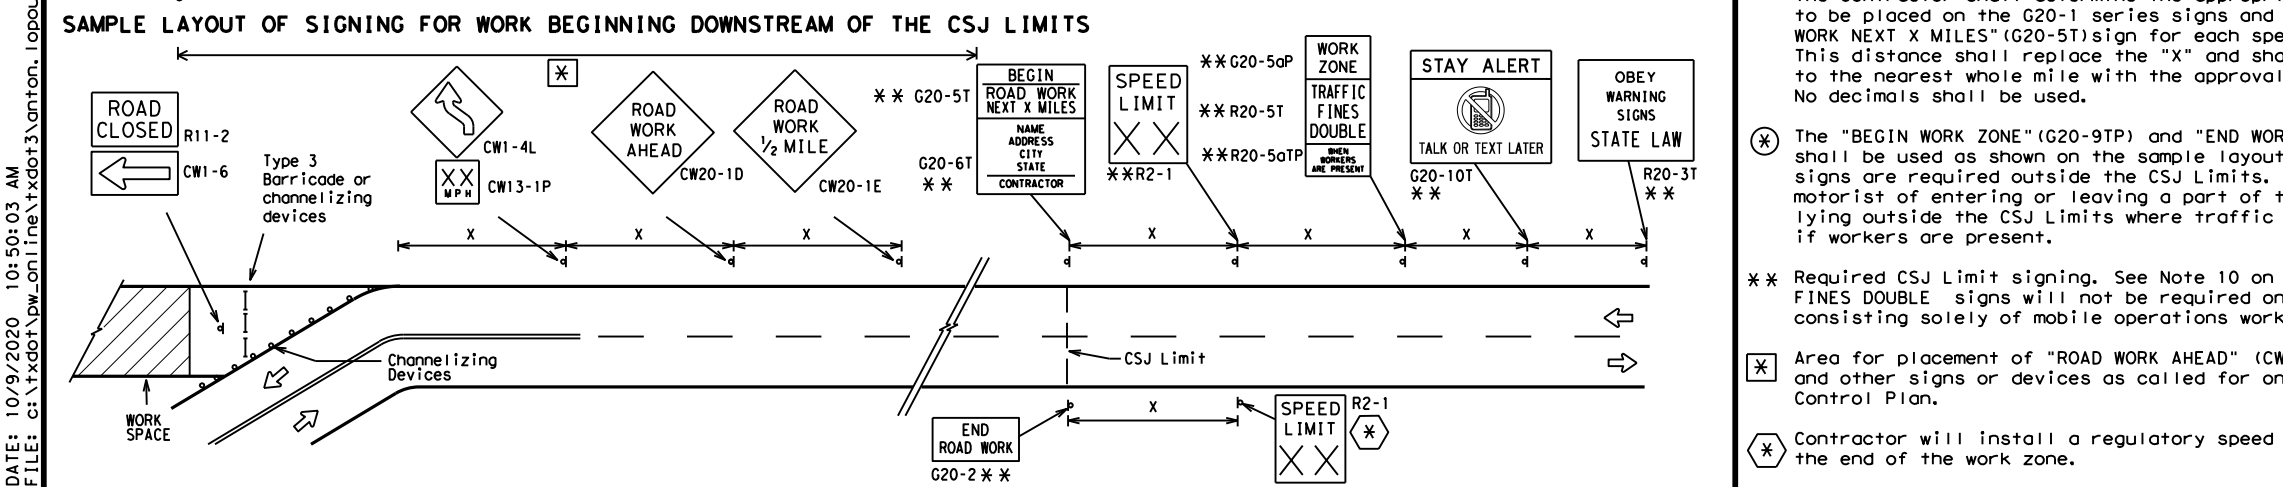 SAMPLE LAYOUT OF SIGNING FOR WORK BEGINNING DOWNSTREAM OF THE CSJ LIMITS
ROAD
CLOSED
R11-2
CW1-6
Type 3
Barricade or
channelizing
devices
CW1-4L
XX
MPH
CW13-1P
*
ROAD
WORK
AHEAD
CW20-1D
ROAD
WORK
1/2 MILE
CW20-1E
** G20-5T
G20-6T
**
BEGIN
ROAD WORK
NEXT X MILES
NAME
ADDRESS
CITY
STATE
CONTRACTOR
SPEED
LIMIT
XX
**R2-1
**G20-5aP
**R20-5T
**R20-5aTP
WORK
ZONE
TRAFFIC
FINES
DOUBLE
WHEN
WORKERS
ARE PRESENT
STAY ALERT
TALK OR TEXT LATER
G20-10T
**
OBEY
WARNING
SIGNS
STATE LAW
R20-3T
**
X X X X X X X
Channelizing
Devices
WORK
SPACE
CSJ Limit
X
END
ROAD WORK
G20-2**
SPEED
LIMIT
XX
R2-1
*
DATE: 10/9/2020 10:50:03 AM
FILE: c:\txdot\pw_online\txdot3\anton.
to be placed on the G20-1 series signs and
WORK NEXT X MILES"(G20-5T)sign for each
This distance shall replace the "X" and
to the nearest whole mile with the approval
No decimals shall be used.
* The "BEGIN WORK ZONE"(G20-9TP) and "END
shall be used as shown on the sample layout
signs are required outside the CSJ Limits.
motorist of entering or leaving a part of
lying outside the CSJ Limits where traffic
if workers are present.
** Required CSJ Limit signing. See Note 10 on
FINES DOUBLE signs will not be required on
consisting solely of mobile operations work
* Area for placement of "ROAD WORK AHEAD" (CW
and other signs or devices as called for on
Control Plan.
* Contractor will install a regulatory speed
the end of the work zone.